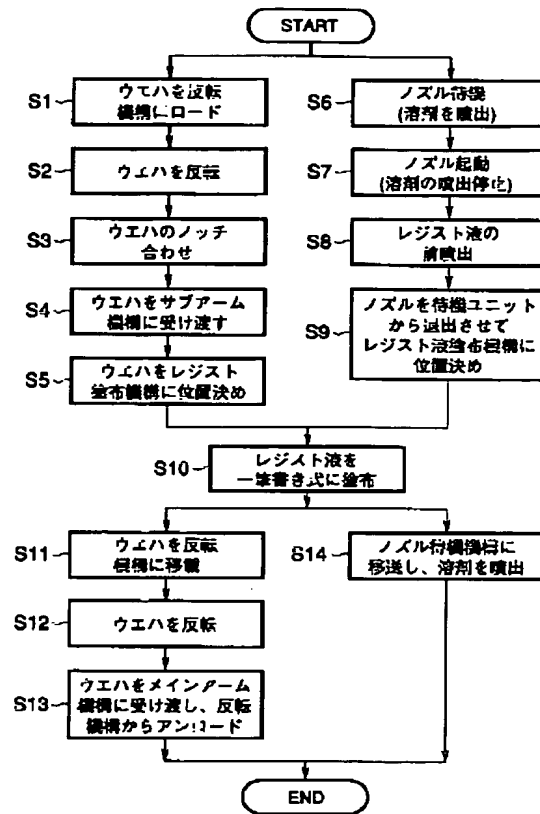 START
S1
ウエハを反転
機構にロード
S2
ウエハを反転
S3
ウエハのノッチ
合わせ
S4
ウエハをサブアーム
機構に受け渡す
S5
ウエハをレジスト
塗布機構に位置決め
S6
ノズル待機
(溶剤を噴出)
S7
ノズル起動
(溶剤の噴出停止)
S8
レジスト液の
前噴出
S9
ノズルを待機ユニット
から退出させて
レジスト液塗布機構に
位置決め
S10
レジスト液を
一筆書き式に塗布
S11
ウエハを反転
機構に移載
S12
ウエハを反転
S13
ウエハをメインアーム
機構に受け渡し、反転
機構からアンロード
S14
ノズル待機機構に
移送し、溶剤を噴出
END